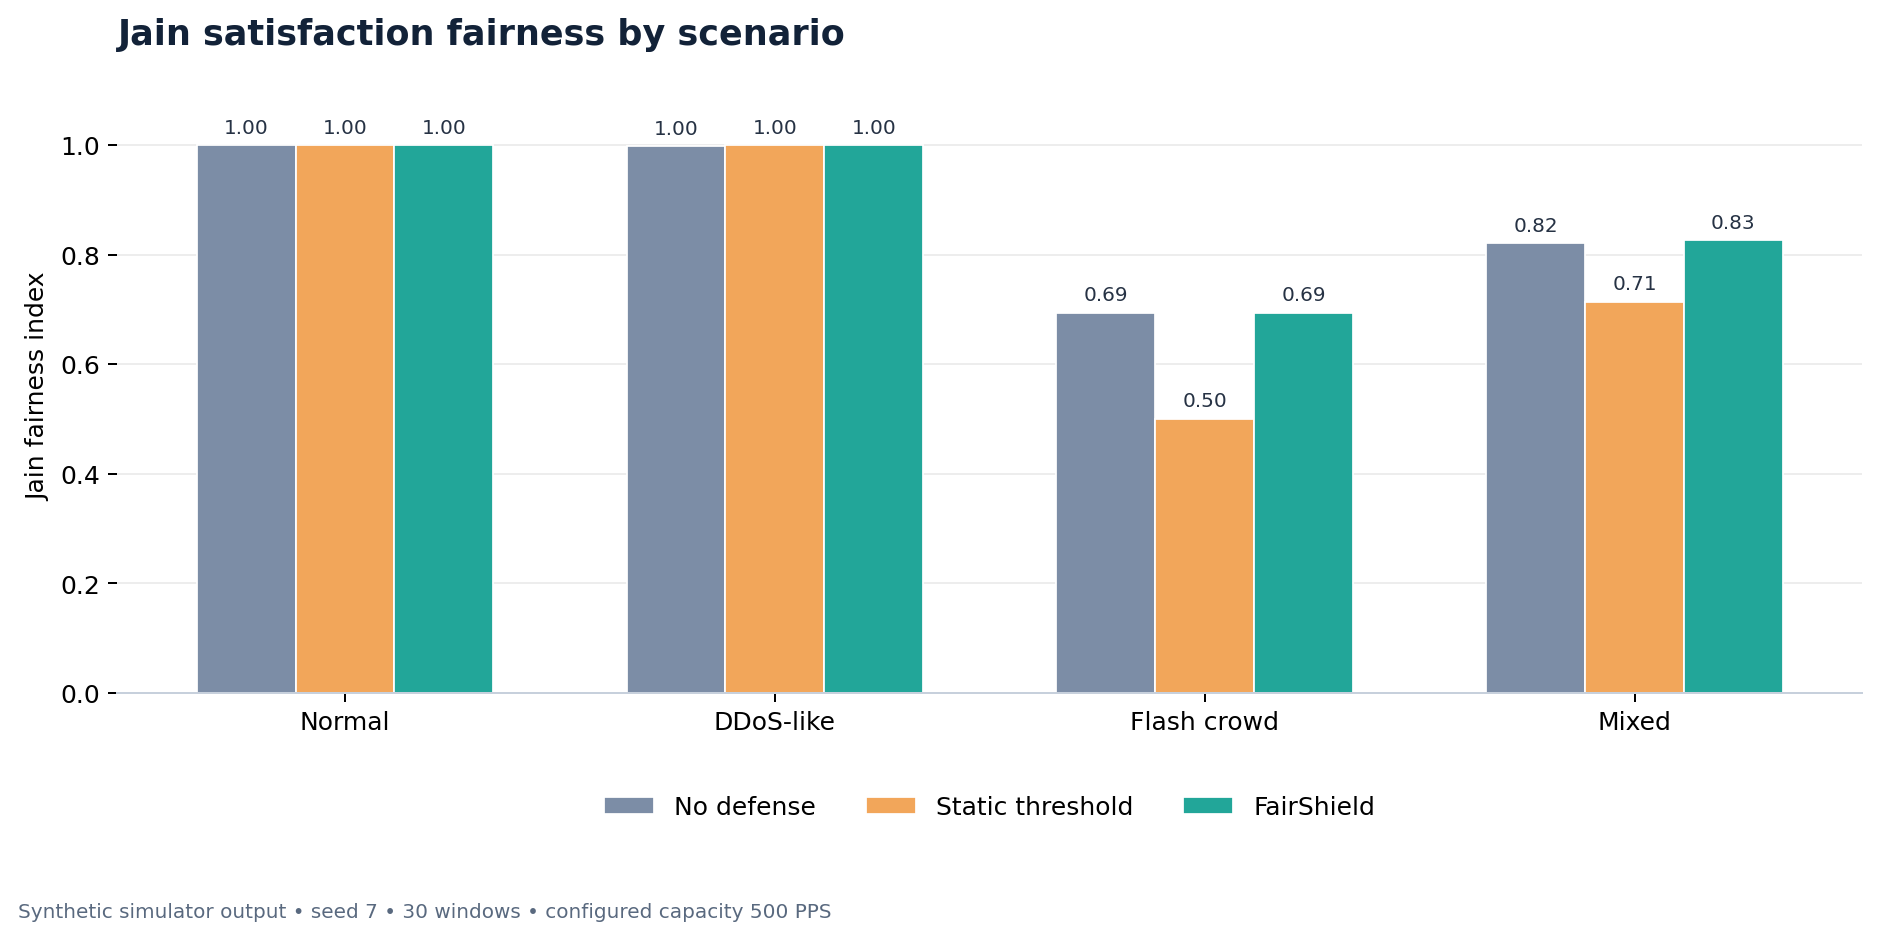 Jain satisfaction fairness by scenario
1.00 1.00 1.00 1.00 1.00 1.00
0.69 0.50 0.69
0.82 0.71 0.83
1.0
0.8
0.6
0.4
0.2
0.0
Jain fairness index
Normal DDoS-like Flash crowd Mixed
No defense Static threshold FairShield
Synthetic simulator output • seed 7 • 30 windows • configured capacity 500 PPS